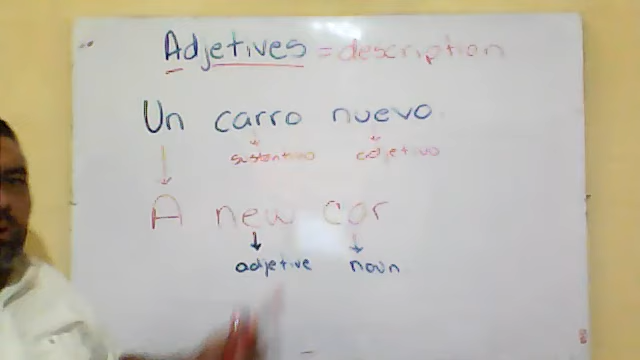 Adjetives = description
Un carro nuevo
sustantivo adjetivo
A new car
adjetive noun